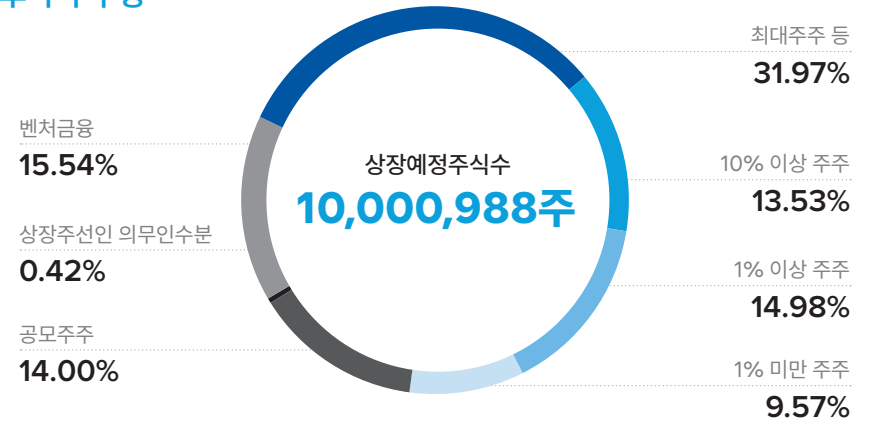 최대주주 등
31.97%
벤처금융
15.54%
10% 이상 주주
13.53%
상장예정주식수
10,000,988주
상장주선인 의무인수분
0.42%
1% 이상 주주
14.98%
공모주주
14.00%
1% 미만 주주
9.57%